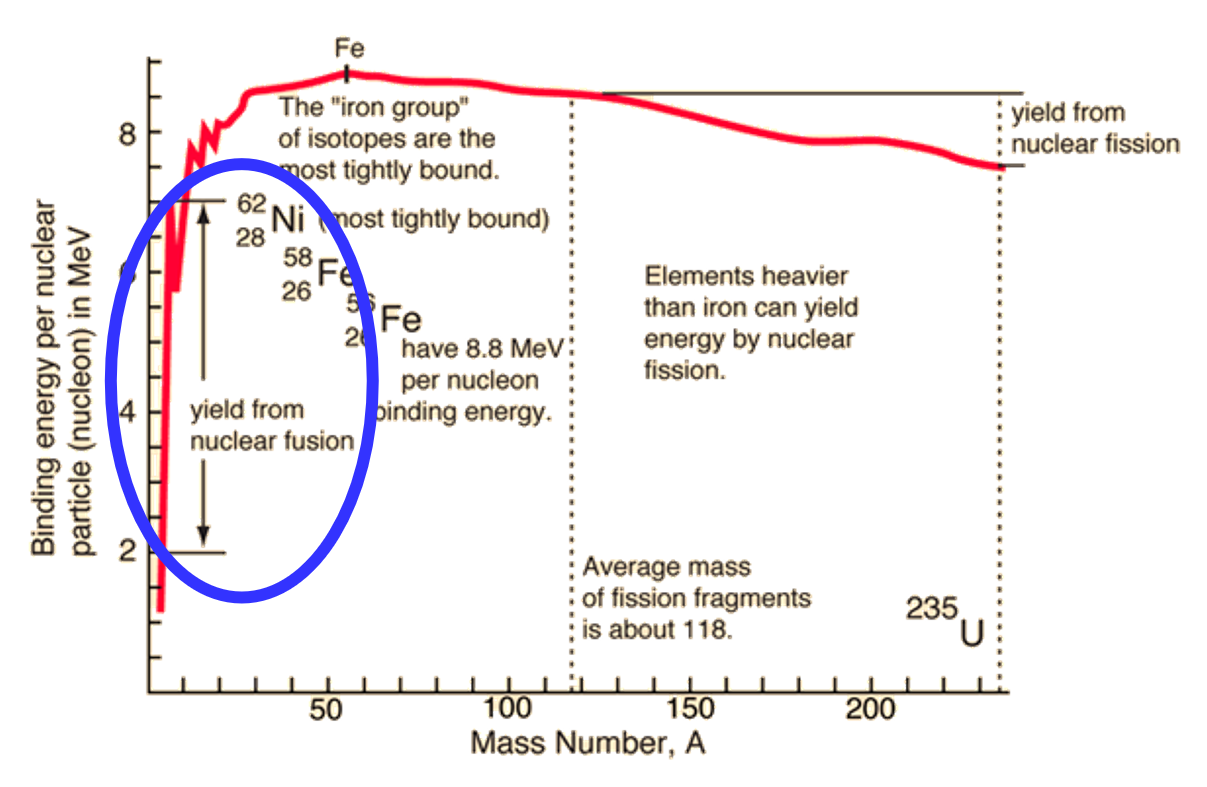 Fe
The "iron group"
of isotopes are the
most tightly bound.
62
28
Ni (most tightly bound)
58
26
Fe
56
26
Fe
have 8.8 MeV
per nucleon
binding energy.
yield from
nuclear fission
Elements heavier
than iron can yield
energy by nuclear
fission.
yield from
nuclear fusion
Average mass
of fission fragments
is about 118.
235
U
Binding energy per nuclear
particle (nucleon) in MeV
8
6
4
2
50 100 150 200
Mass Number, A